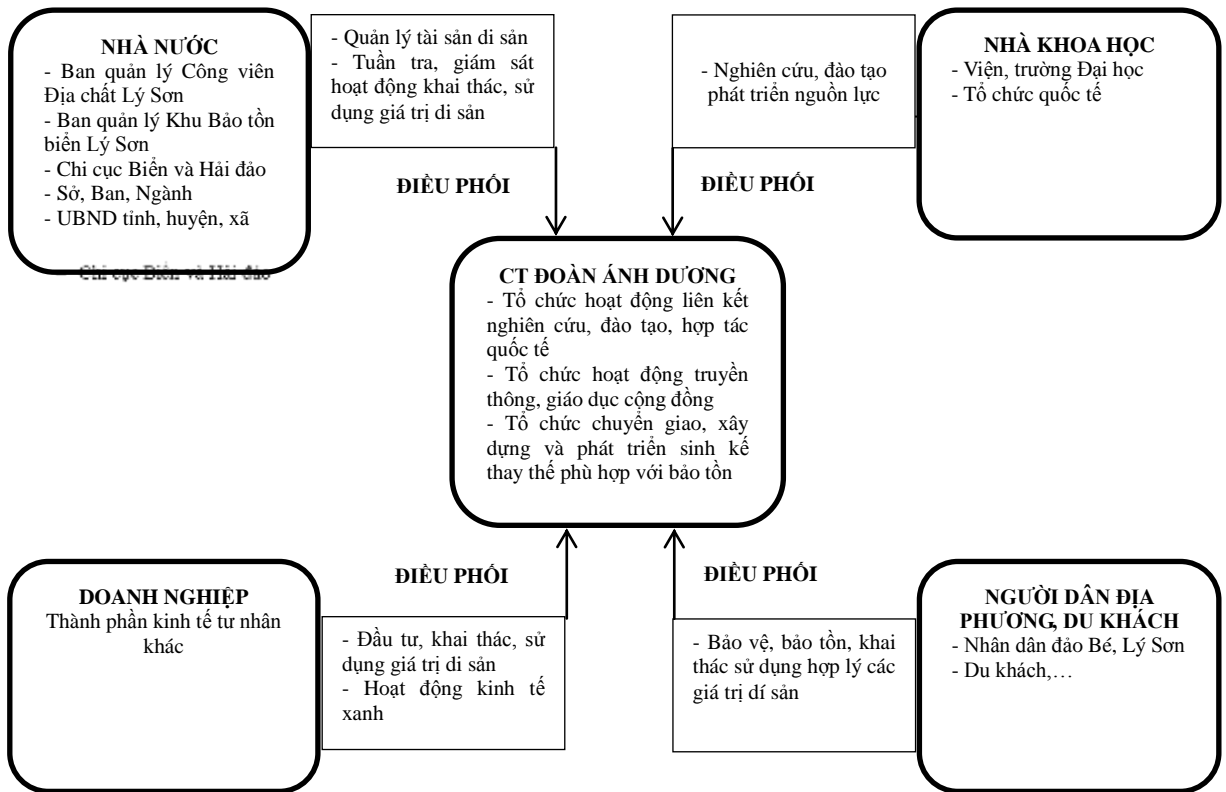 NHÀ NƯỚC
- Ban quản lý Công viên
Địa chất Lý Sơn
- Ban quản lý Khu Bảo tồn
biển Lý Sơn
- Chi cục Biển và Hải đảo
- Sở, Ban, Ngành
- UBND tỉnh, huyện, xã
Chi cục Biển và Hải đảo
- Quản lý tài sản di sản
- Tuần tra, giám sát
hoạt động khai thác, sử
dụng giá trị di sản
ĐIỀU PHỐI
- Nghiên cứu, đào tạo
phát triển nguồn lực
ĐIỀU PHỐI
NHÀ KHOA HỌC
- Viện, trường Đại học
- Tổ chức quốc tế
CT ĐOÀN ÁNH DƯƠNG
- Tổ chức hoạt động liên kết
nghiên cứu, đào tạo, hợp tác
quốc tế
- Tổ chức hoạt động truyền
thông, giáo dục cộng đồng
- Tổ chức chuyển giao, xây
dựng và phát triển sinh kế
thay thế phù hợp với bảo tồn
DOANH NGHIỆP
Thành phần kinh tế tư nhân
khác
ĐIỀU PHỐI
- Đầu tư, khai thác, sử
dụng giá trị di sản
- Hoạt động kinh tế
xanh
ĐIỀU PHỐI
- Bảo vệ, bảo tồn, khai
thác sử dụng hợp lý các
giá trị dí sản
NGƯỜI DÂN ĐỊA
PHƯƠNG, DU KHÁCH
- Nhân dân đảo Bé, Lý Sơn
- Du khách,…